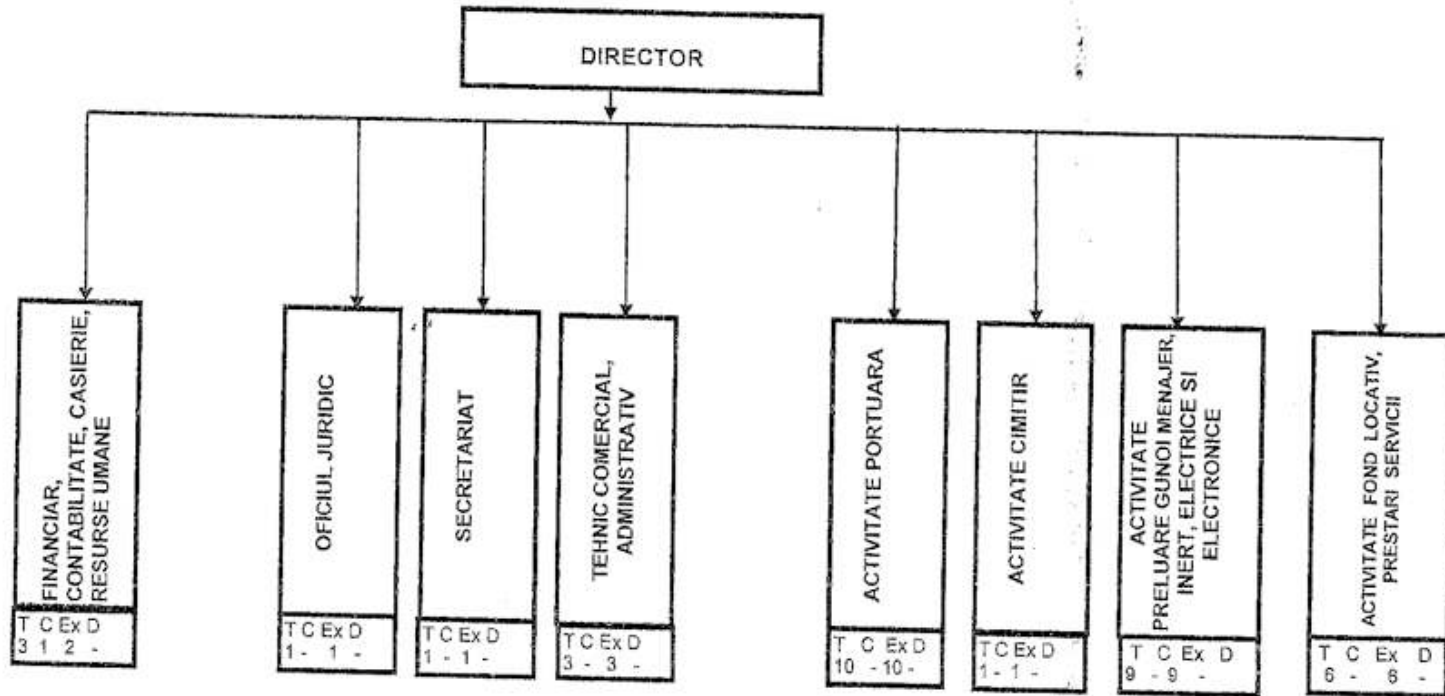 DIRECTOR
FINANCIAR,
CONTABILITATE, CASIERIE,
RESURSE UMANE
T C Ex D
3 1 2 -
OFICIUL JURIDIC
T C Ex D
1 - 1 -
SECRETARIAT
T C Ex D
1 - 1 -
TEHNIC COMERCIAL,
ADMINISTRATIV
T C Ex D
3 - 3 -
ACTIVITATE PORTUARA
T C Ex D
10 - 10 -
ACTIVITATE CIMITIR
T C Ex D
1 - 1 -
ACTIVITATE
PRELUARE GUNOI MENAJER,
INERT, ELECTRICE SI
ELECTRONICE
T C Ex D
9 - 9 -
ACTIVITATE FOND LOCATIV,
PRESTARI SERVICII
T C Ex D
6 - 6 -